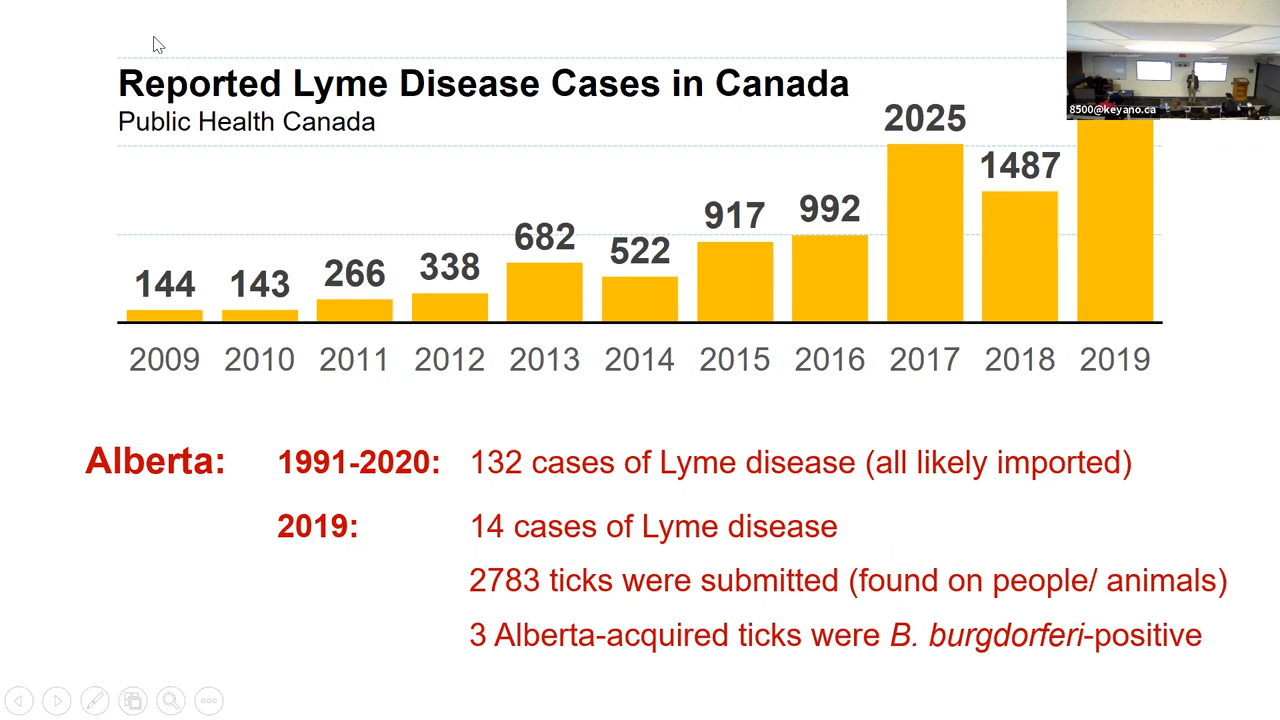 Reported Lyme Disease Cases in Canada
Public Health Canada
8500@keyano.ca
144 143 266 338 682 522 917 992 2025 1487
2009 2010 2011 2012 2013 2014 2015 2016 2017 2018 2019
Alberta: 1991-2020: 132 cases of Lyme disease (all likely imported)
2019: 14 cases of Lyme disease
2783 ticks were submitted (found on people/ animals)
3 Alberta-acquired ticks were B. burgdorferi-positive